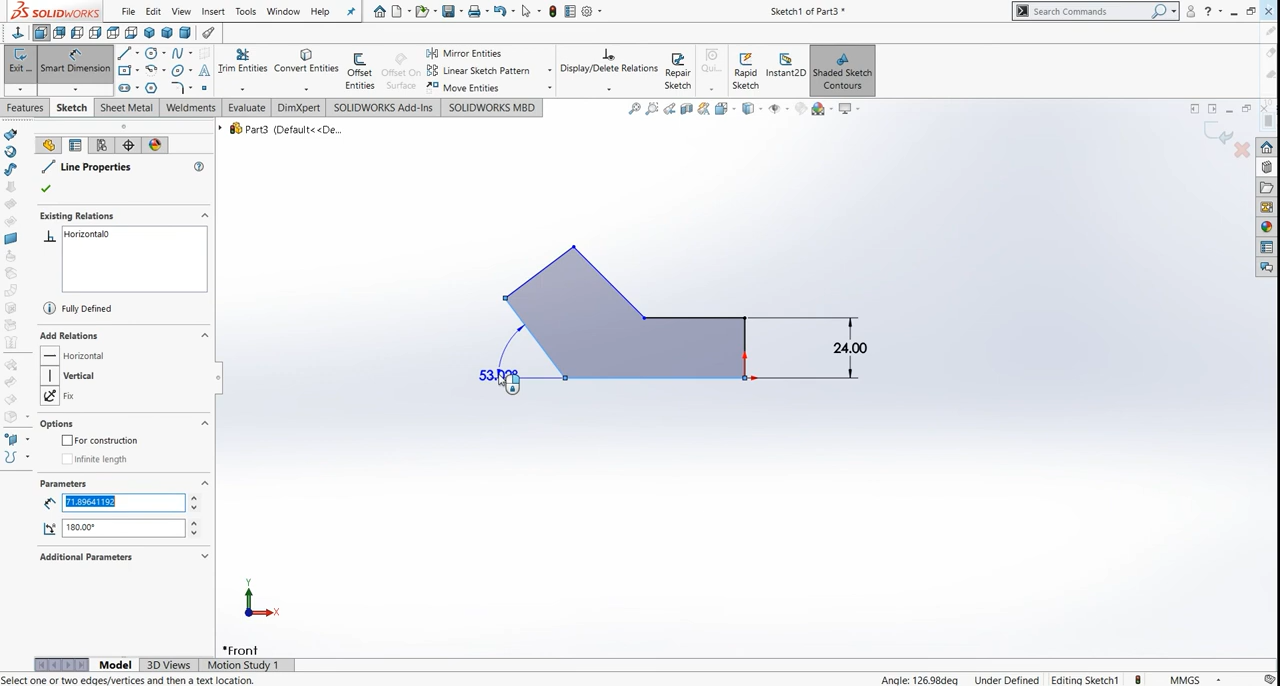 SOLIDWORKS File Edit View Insert Tools Window Help Sketch1 of Part3 * Search Commands
Exit ... Smart Dimension Trim Entities Convert Entities Offset Entities Offset On Surface Mirror Entities Linear Sketch Pattern Move Entities Display/Delete Relations Repair Sketch Qui... Rapid Sketch Instant2D Shaded Sketch Contours
Features Sketch Sheet Metal Weldments Evaluate DimXpert SOLIDWORKS Add-Ins SOLIDWORKS MBD
Part3 (Default<<De...
Line Properties
Existing Relations
Horizontal0
Fully Defined
Add Relations
Horizontal
Vertical
Fix
Options
For construction
Infinite length
Parameters
71.89641192
180.00°
Additional Parameters
24.00
Y
X
*Front
Model 3D Views Motion Study 1
Select one or two edges/vertices and then a text location. Angle: 126.98deg Under Defined Editing Sketch1 MMGS